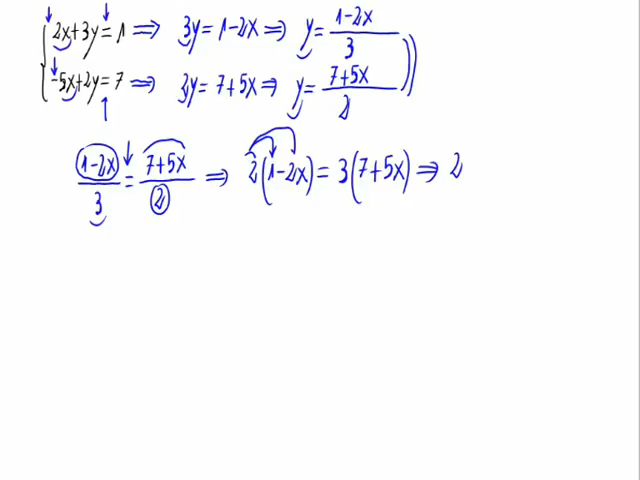 2x+3y=1 ⟹ 3y=1-2x ⟹ y=(1-2x)/3
-5x+2y=7 ⟹ 2y=7+5x ⟹ y=(7+5x)/2
(1-2x)/3 = (7+5x)/2 ⟹ 2(1-2x)=3(7+5x) ⟹ 2